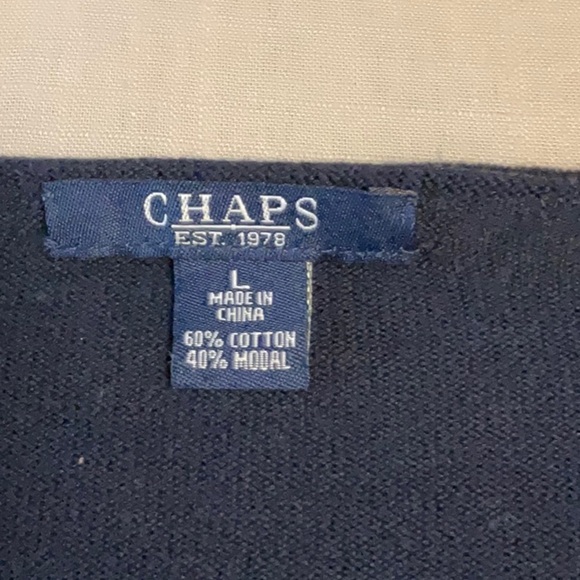 CHAPS
EST. 1978
L
MADE IN
CHINA
60% COTTON
40% MODAL